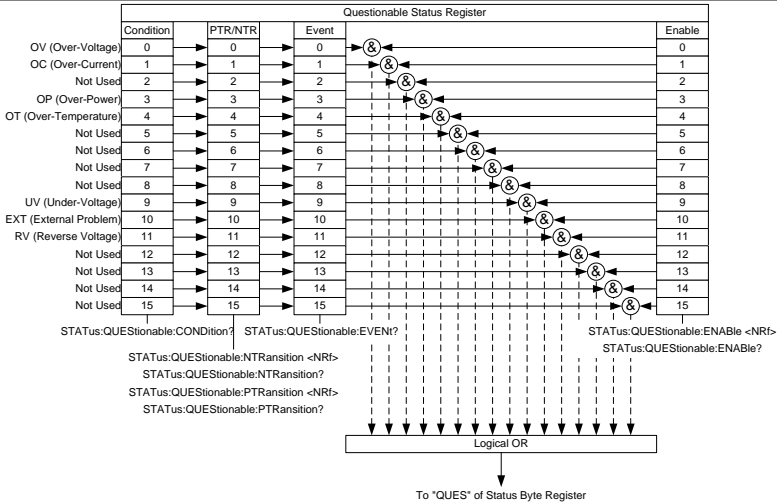 Questionable Status Register
Condition PTR/NTR Event Enable
OV (Over-Voltage) 0 0 0 & 0
OC (Over-Current) 1 1 1 & 1
Not Used 2 2 2 & 2
OP (Over-Power) 3 3 3 & 3
OT (Over-Temperature) 4 4 4 & 4
Not Used 5 5 5 & 5
Not Used 6 6 6 & 6
Not Used 7 7 7 & 7
Not Used 8 8 8 & 8
UV (Under-Voltage) 9 9 9 & 9
EXT (External Problem) 10 10 10 & 10
RV (Reverse Voltage) 11 11 11 & 11
Not Used 12 12 12 & 12
Not Used 13 13 13 & 13
Not Used 14 14 14 & 14
Not Used 15 15 15 & 15
STATus:QUEStionable:CONDition? STATus:QUEStionable:EVENt? STATus:QUEStionable:ENABle <NRf>
STATus:QUEStionable:NTRansition <NRf> STATus:QUEStionable:ENABle?
STATus:QUEStionable:NTRansition?
STATus:QUEStionable:PTRansition <NRf>
STATus:QUEStionable:PTRansition?
Logical OR
To "QUES" of Status Byte Register